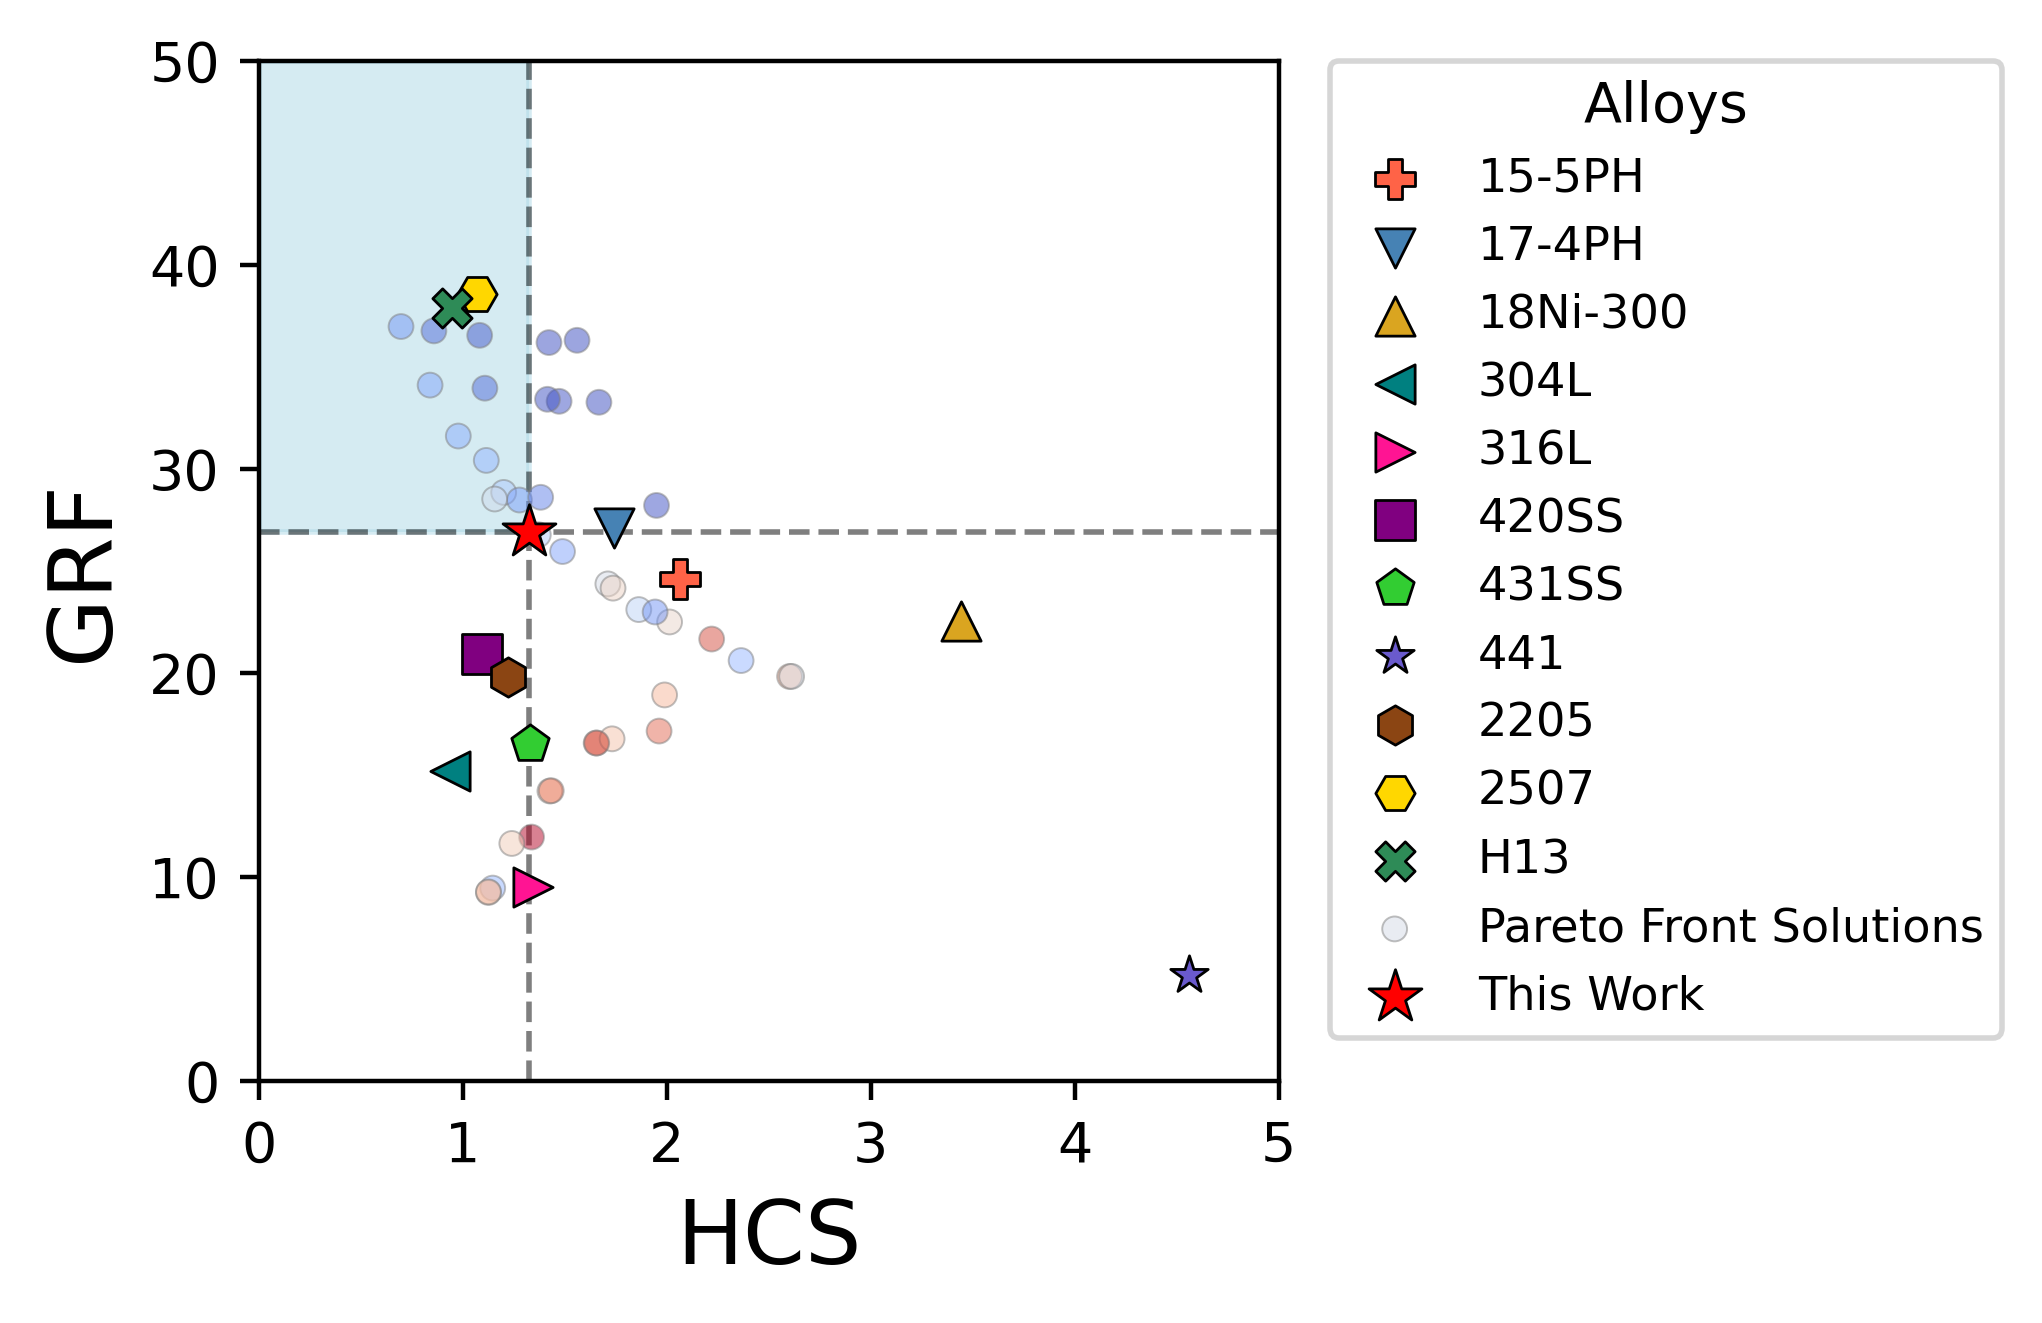 50
40
30
20
10
0
GRF
0 1 2 3 4 5
HCS
Alloys
15-5PH
17-4PH
18Ni-300
304L
316L
420SS
431SS
441
2205
2507
H13
Pareto Front Solutions
This Work